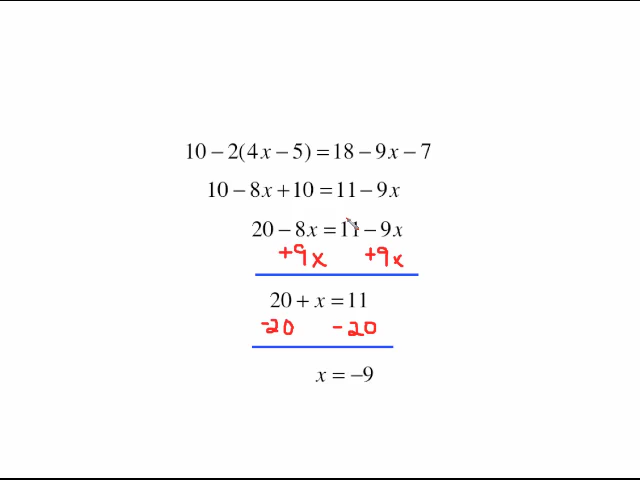 10 − 2(4x − 5) = 18 − 9x − 7
10 − 8x + 10 = 11 − 9x
20 − 8x = 11 − 9x
+9x +9x
20 + x = 11
-20 -20
x = −9